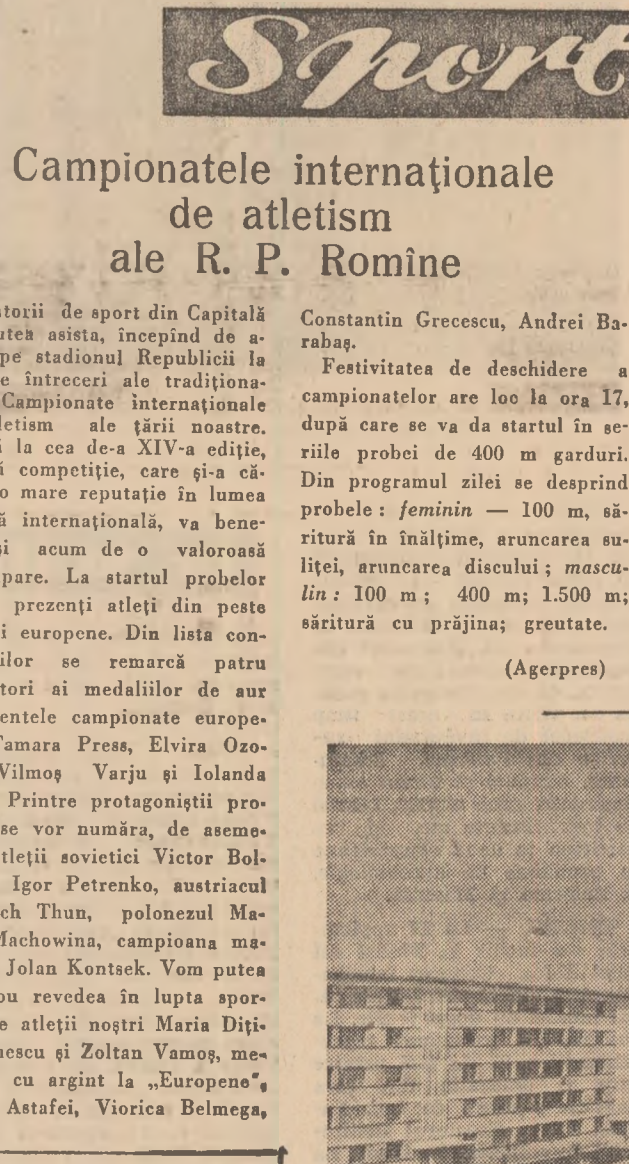 Sport
Campionatele internaţionale
de atletism
ale R. P. Romîne
torii de sport din Capitală
utea asista, începînd de a-
pe stadionul Republicii la
e întreceri ale tradiţiona-
Campionate internaţionale
letism ale ţării noastre.
i la cea de-a XIV-a ediţie,
ă competiţie, care şi-a că-
o mare reputaţie în lumea
ă internaţională, va bene-
şi acum de o valoroasă
pare. La startul probelor
prezenţi atleţi din peste
i europene. Din lista con-
ilor se remarcă patru
tori ai medaliilor de aur
entele campionate europe-
Tamara Press, Elvira Ozo-
Vilmoş Varju şi Iolanda
Printre protagoniştii pro-
se vor număra, de aseme-
tleţii sovietici Victor Bol-
Igor Petrenko, austriacul
ch Thun, polonezul Ma-
Machowina, campioana ma-
Jolan Kontsek. Vom putea
ou revedea în lupta spor-
e atleţii noştri Maria Diţi-
nescu şi Zoltan Vamoş, me-
cu argint la „Europene",
Astafei, Viorica Belmega,
Constantin Grecescu, Andrei Ba-
rabaş.
Festivitatea de deschidere a
campionatelor are loc la ora 17,
după care se va da startul în se-
riile probei de 400 m garduri.
Din programul zilei se desprind
probele : feminin — 100 m, să-
ritură în înălţime, aruncarea su-
liţei, aruncarea discului ; mascu-
lin : 100 m ; 400 m; 1.500 m;
săritură cu prăjina; greutate.
(Agerpres)